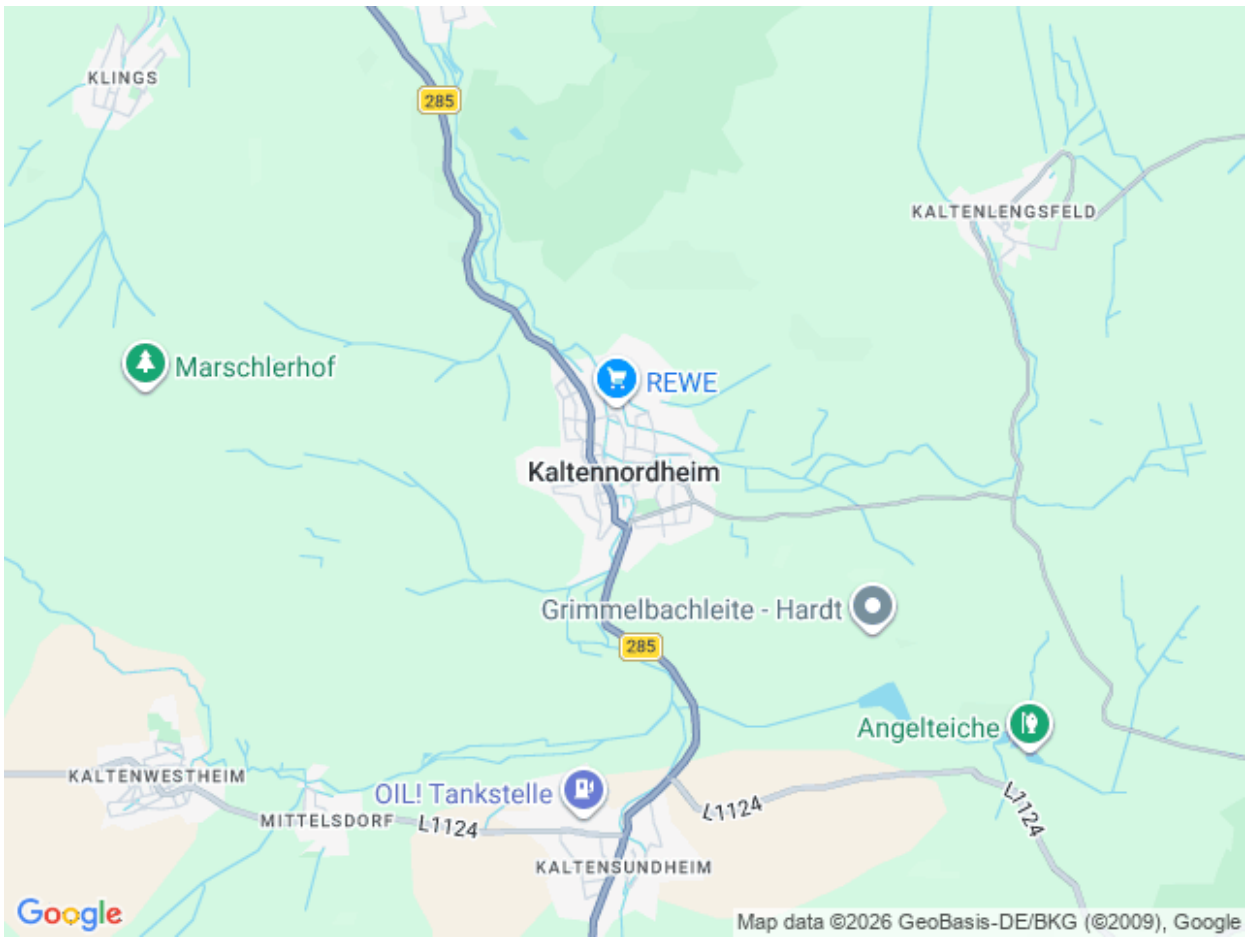 KLINGS
285
KALTENLENGSFELD
Marschlerhof
REWE
Kaltennordheim
Grimmelbachleite - Hardt
285
Angelteiche
KALTENWESTHEIM
OIL! Tankstelle
L1124
L1124
MITTELSDORF
L1124
KALTENSUNDHEIM
Google
Map data ©2026 GeoBasis-DE/BKG (©2009), Google